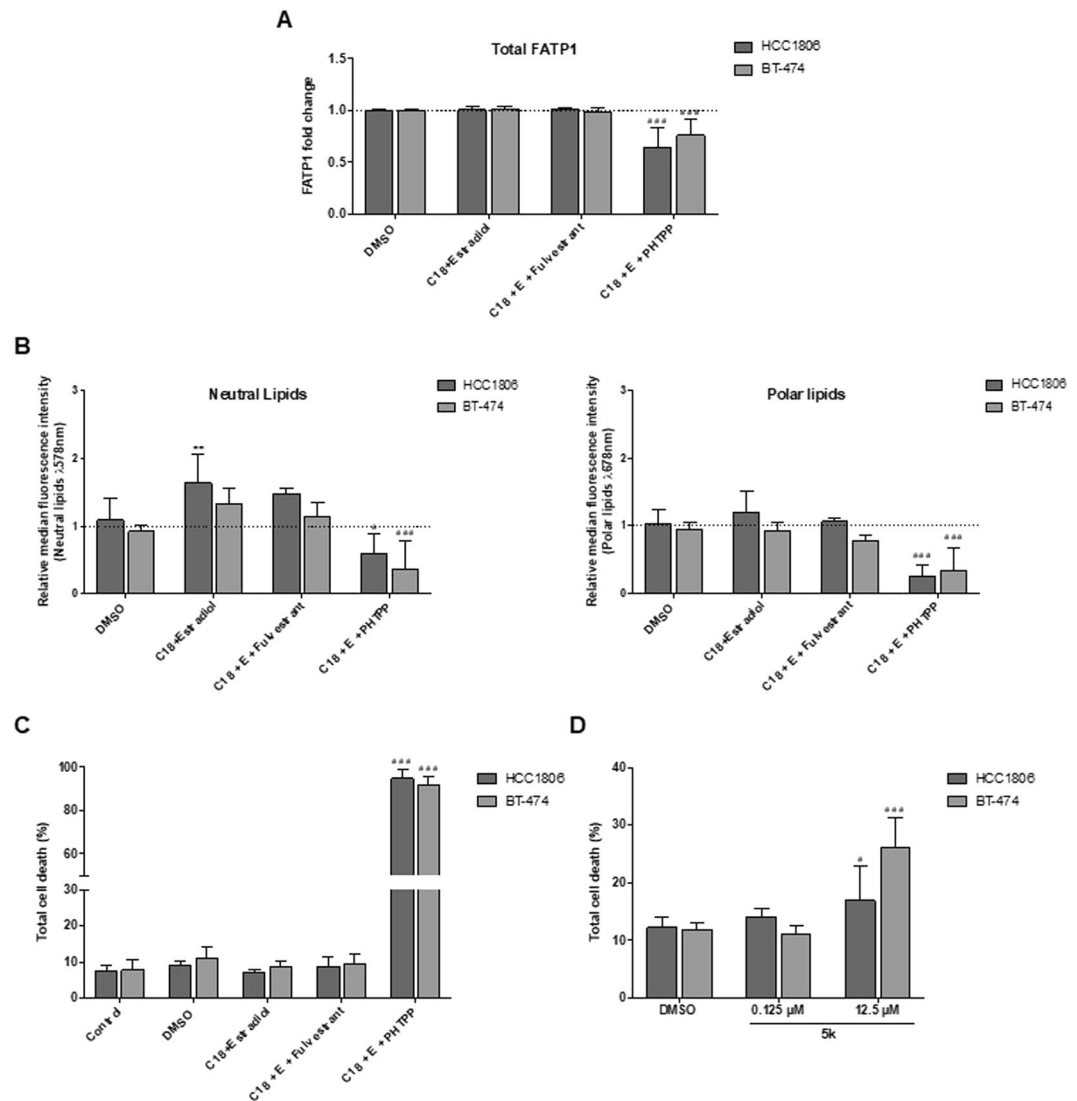 A
Total FATP1
HCC1806
BT-474
FATP1 fold change
1.5
1.0
0.5
0.0
###
###
DMSO
C18+Estradiol
C18 + E + Fulvestrant
C18 + E + PHTPP
B
Neutral Lipids
HCC1806
BT-474
Relative median fluorescence intensity
(Neutral lipids λ578nm)
3
2
1
0
**
#
###
DMSO
C18+Estradiol
C18 + E + Fulvestrant
C18 + E + PHTPP
Polar lipids
HCC1806
BT-474
Relative median fluorescence intensity
(Polar lipids λ678nm)
3
2
1
0
###
###
DMSO
C18+Estradiol
C18 + E + Fulvestrant
C18 + E + PHTPP
C
HCC1806
BT-474
Total cell death (%)
100
80
60
30
20
10
0
###
###
Control
DMSO
C18+Estradiol
C18 + E + Fulvestrant
C18 + E + PHTPP
D
HCC1806
BT-474
Total cell death (%)
40
30
20
10
0
#
###
DMSO
0.125 µM
12.5 µM
5k